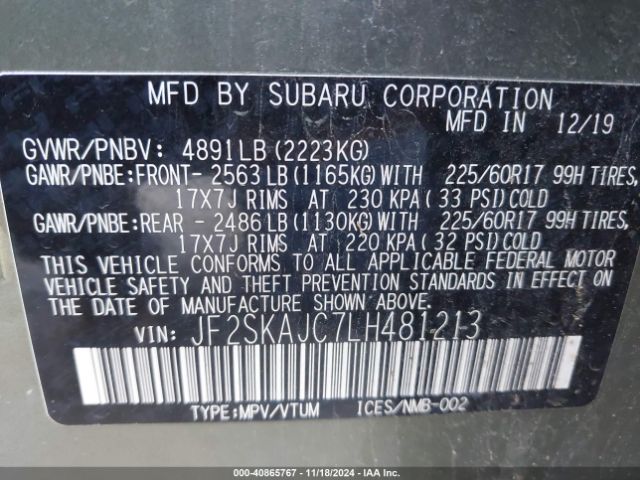 MFD BY SUBARU CORPORATION
MFD IN 12/19
GVWR/PNBV: 4891LB(2223KG)
GAWR/PNBE:FRONT- 2563LB(1165KG)WITH 225/60R17 99H TIRES,
17X7J RIMS AT 230 KPA(33 PSI)COLD
GAWR/PNBE:REAR - 2486LB(1130KG)WITH 225/60R17 99H TIRES,
17X7J RIMS AT 220 KPA(32 PSI)COLD
THIS VEHICLE CONFORMS TO ALL APPLICABLE FEDERAL MOTOR
VEHICLE SAFETY AND THEFT PREVENTION STANDARDS IN EFFECT ON
THE DATE OF MANUFACTURE SHOWN ABOVE.
VIN: JF2SKAJC7LH481213
TYPE:MPV/VTUM ICES/NMB-002
000-40865767 - 11/18/2024 - IAAI.COM